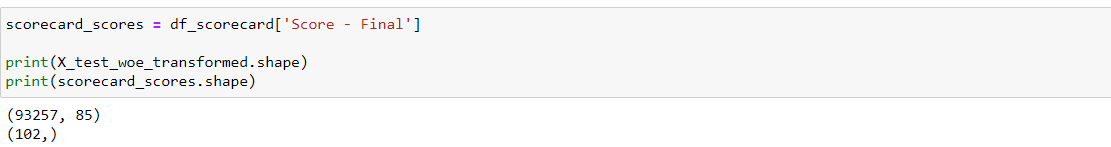 scorecard_scores = df_scorecard['Score - Final']
print(X_test_woe_transformed.shape)
print(scorecard_scores.shape)
(93257, 85)
(102,)